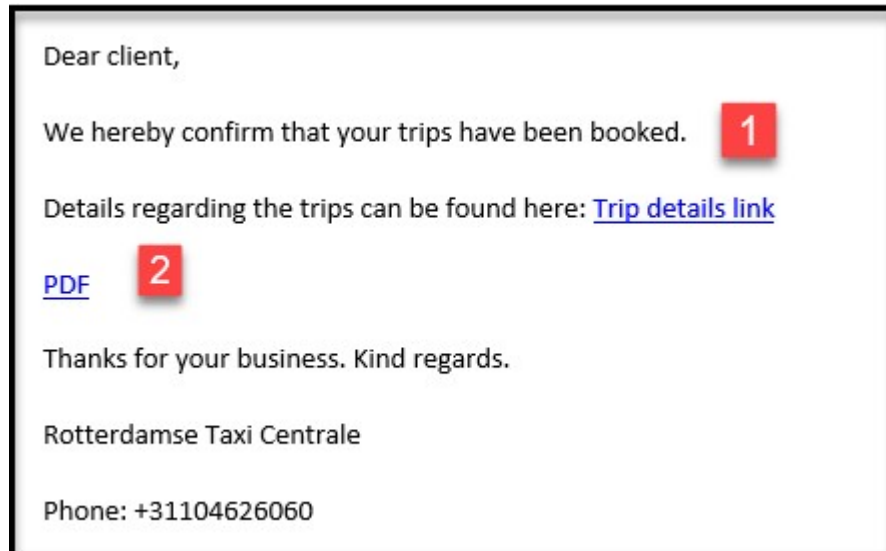 Dear client,
We hereby confirm that your trips have been booked. 1
Details regarding the trips can be found here: Trip details link
PDF 2
Thanks for your business. Kind regards.
Rotterdamse Taxi Centrale
Phone: +31104626060